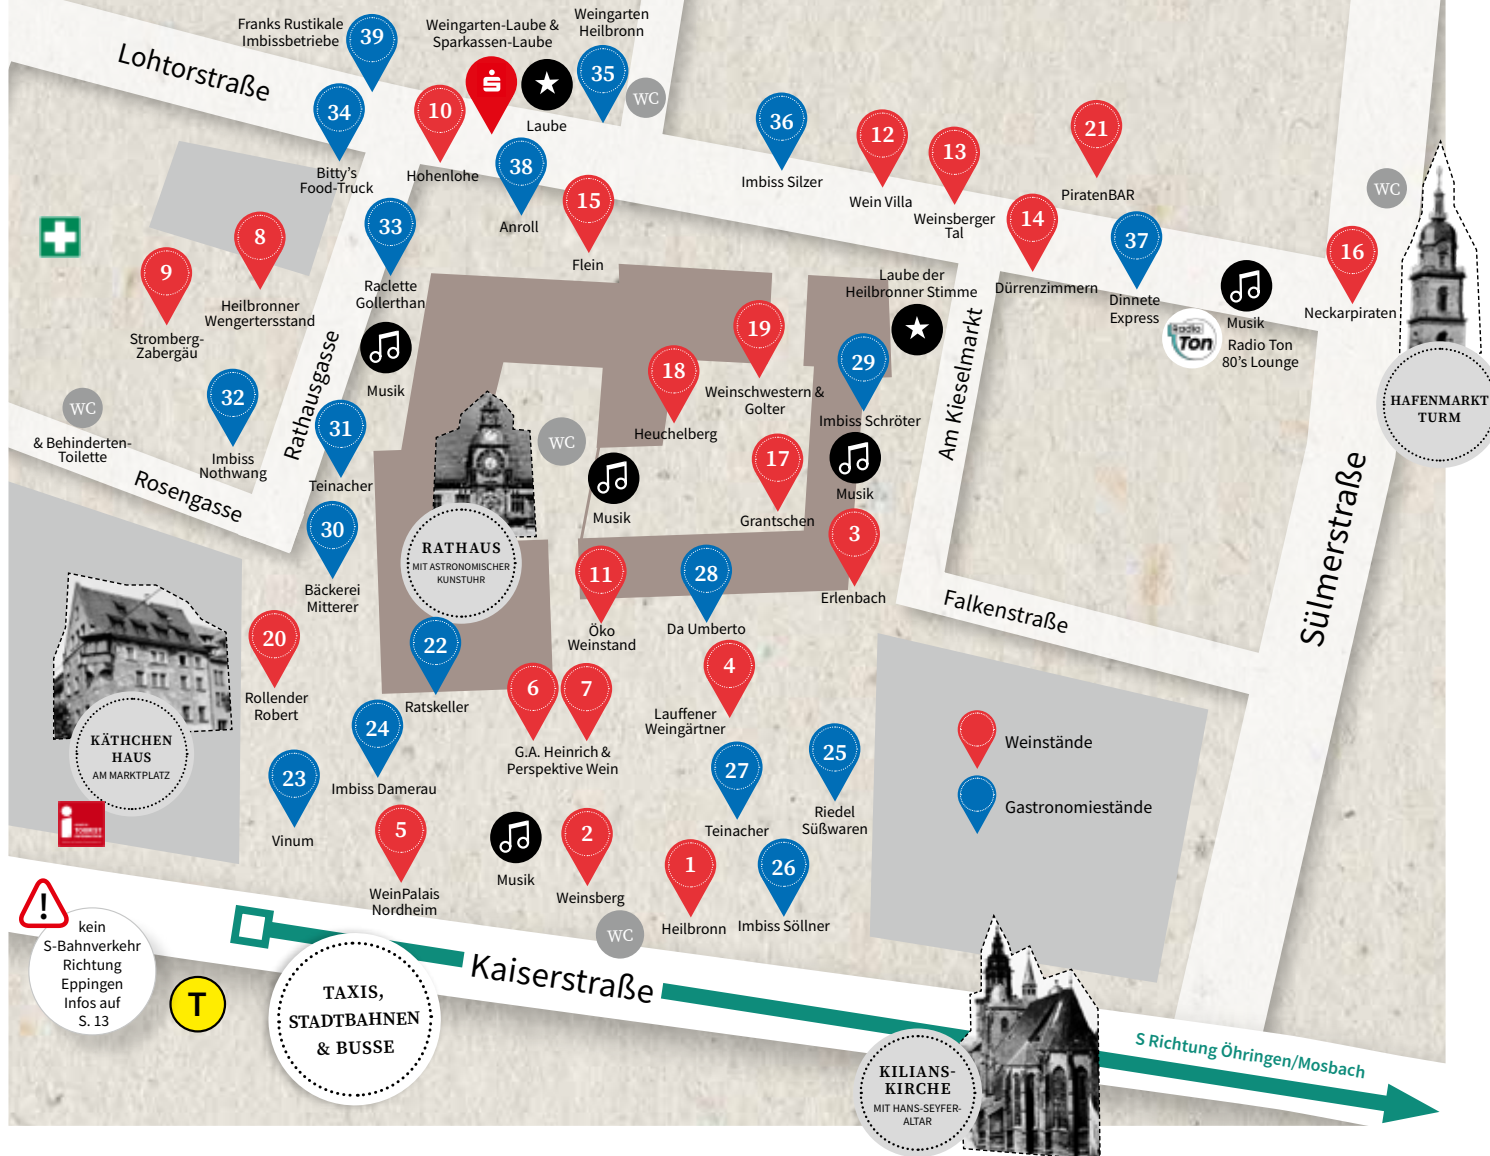 Lohtorstraße
Franks Rustikale
Imbissbetriebe
39
Weingarten-Laube &
Sparkassen-Laube
Laube
Weingarten
Heilbronn
35
WC
34
Bitty's
Food-Truck
10
Hohenlohe
38
Anroll
15
Flein
36
Imbiss Silzer
12
Wein Villa
13
Weinsberger
Tal
21
PiratenBAR
14
Dürrenzimmern
37
Dinnete
Express
Musik
Radio Ton
80's Lounge
Radio
Ton
WC
16
Neckarpiraten
HAFENMARKT
TURM
9
Stromberg-
Zabergäu
8
Heilbronner
Wengertersstand
33
Raclette
Gollerthan
Musik
Rathausgasse
WC
& Behinderten-
Toilette
32
Imbiss
Nothwang
Rosengasse
31
Teinacher
30
Bäckerei
Mitterer
RATHAUS
MIT ASTRONOMISCHER
KUNSTUHR
WC
Musik
18
Heuchelberg
19
Weinschwestern &
Golter
17
Grantschen
Laube der
Heilbronner Stimme
29
Imbiss Schröter
Musik
3
Erlenbach
Am Kieselmarkt
Falkenstraße
Sülmerstraße
11
Öko
Weinstand
28
Da Umberto
4
Lauffener
Weingärtner
6
7
G.A. Heinrich &
Perspektive Wein
22
Ratskeller
20
Rollender
Robert
24
Imbiss Damerau
23
Vinum
5
WeinPalais
Nordheim
Musik
2
Weinsberg
WC
1
Heilbronn
27
Teinacher
25
Riedel
Süßwaren
26
Imbiss Söllner
Weinstände
Gastronomiestände
KÄTHCHEN
HAUS
AM MARKTPLATZ
kein
S-Bahnverkehr
Richtung
Eppingen
Infos auf
S. 13
T
TAXIS,
STADTBAHNEN
& BUSSE
Kaiserstraße
KILIANS-
KIRCHE
MIT HANS-SEYFER-
ALTAR
S Richtung Öhringen/Mosbach